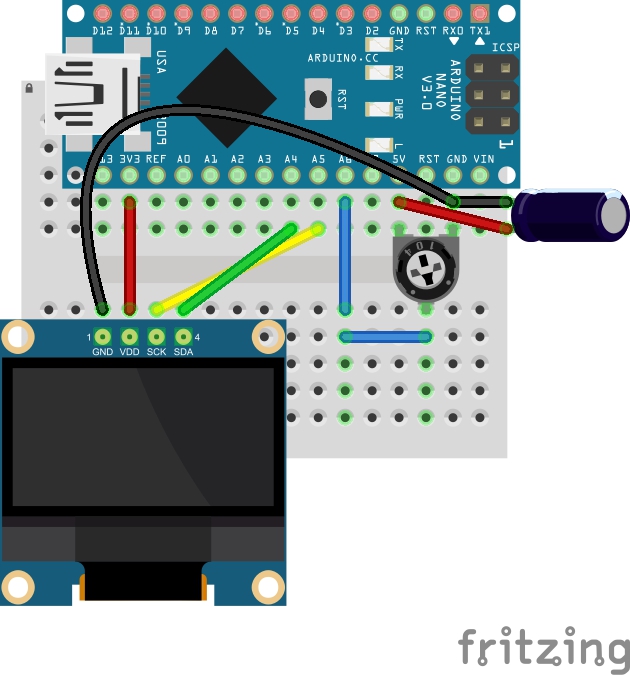 D12 D11 D10 D9 D8 D7 D6 D5 D4 D3 D2 GND RST RX0 TX1
TX
ICSP
USA
ARDUINO.CC
RX
RST
PWR
ARDUINO
NANO
V3.0
2009
L
1
D13 3V3 REF A0 A1 A2 A3 A4 A5 A6 A7 5V RST GND VIN
104
1 4
GND VDD SCK SDA
fritzing